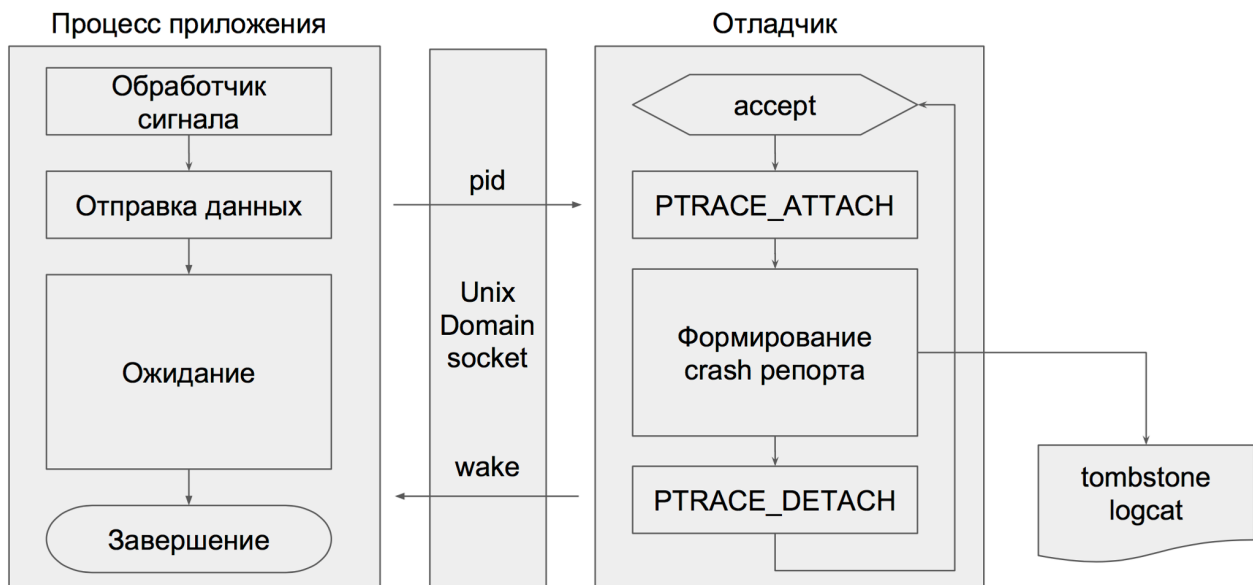 Процесс приложения
Обработчик
сигнала
Отправка данных
Ожидание
Завершение
pid
Unix
Domain
socket
wake
Отладчик
accept
PTRACE_ATTACH
Формирование
crash репорта
PTRACE_DETACH
tombstone
logcat